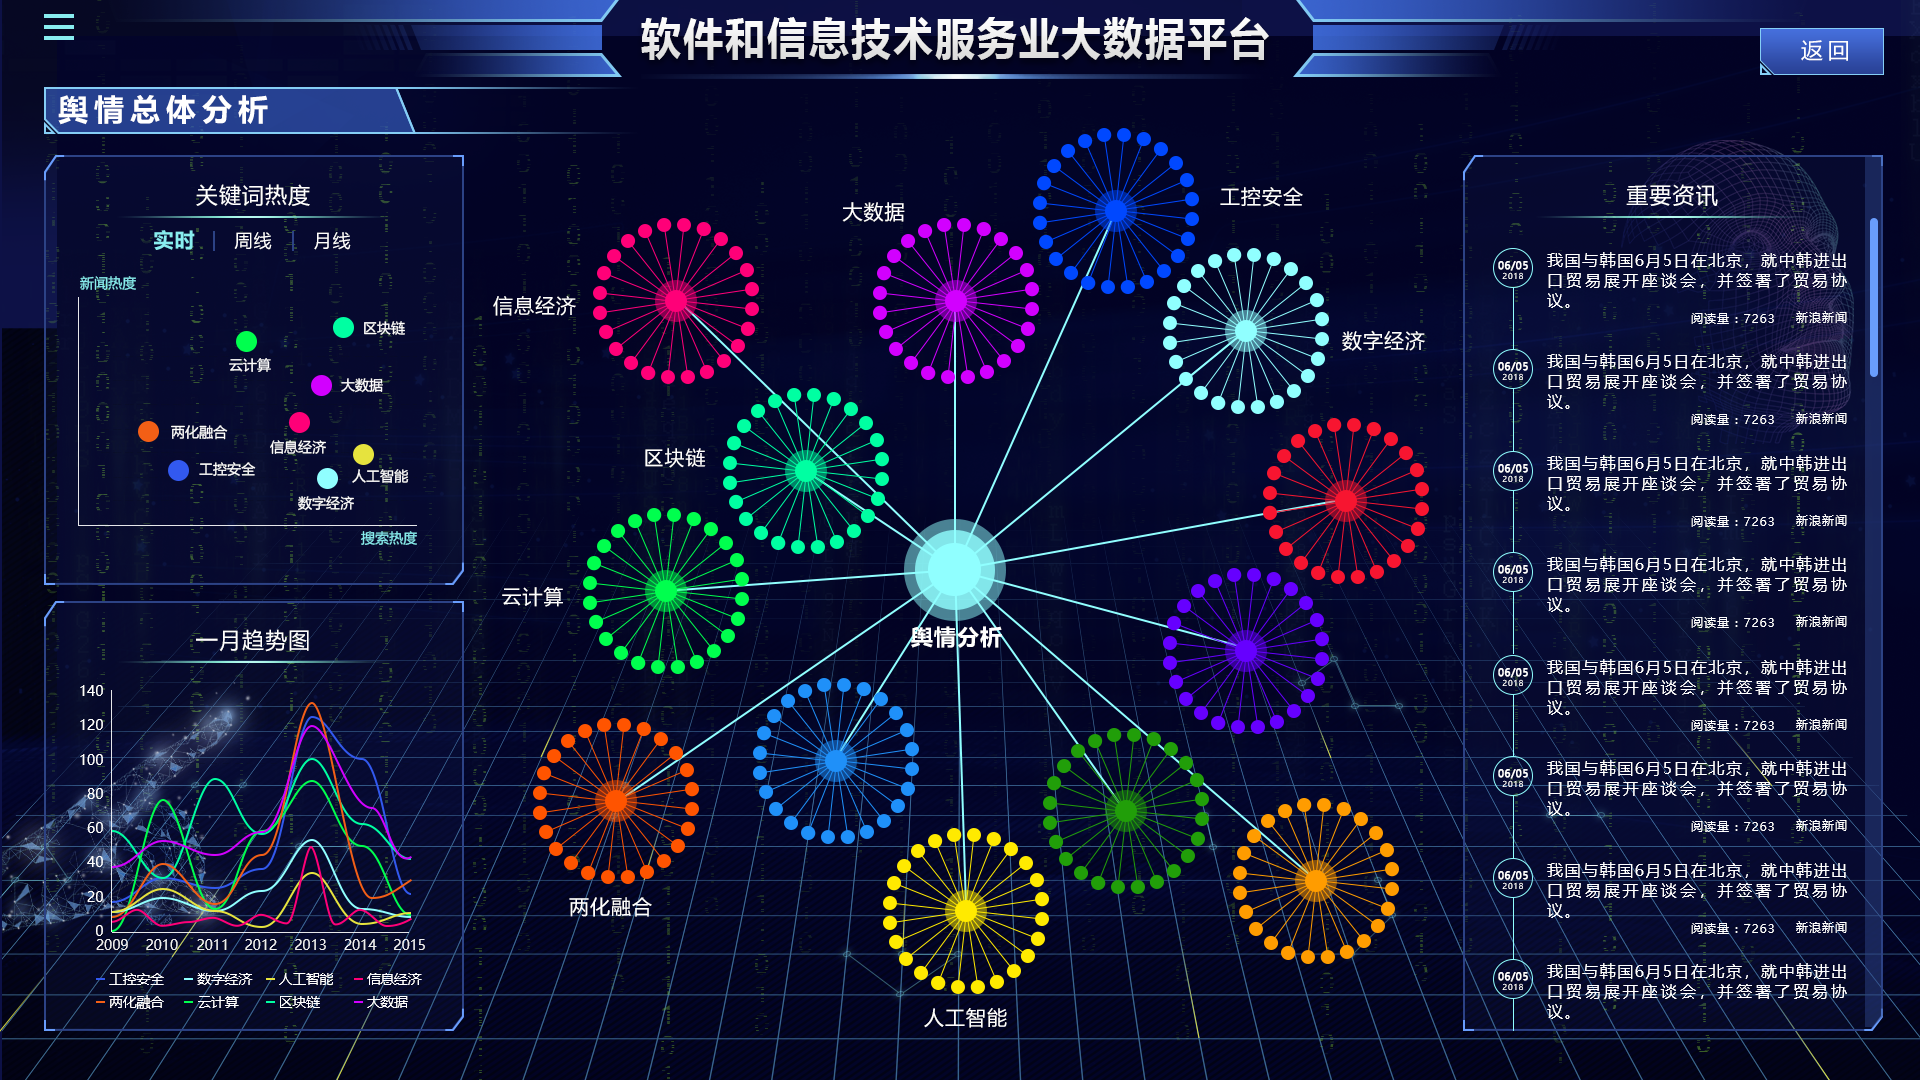 软件和信息技术服务业大数据平台
返回
舆情总体分析
关键词热度
实时 周线 月线
新闻热度
区块链
云计算
大数据
两化融合
信息经济
工控安全
人工智能
数字经济
搜索热度
一月趋势图
140
120
100
80
60
40
20
0
2009 2010 2011 2012 2013 2014 2015
工控安全 数字经济 人工智能 信息经济
两化融合 云计算 区块链 大数据
工控安全
大数据
信息经济
数字经济
区块链
云计算
舆情分析
两化融合
人工智能
重要资讯
06/05
2018
我国与韩国6月5日在北京，就中韩进出
口贸易展开座谈会，并签署了贸易协
议。
阅读量：7263 新浪新闻
06/05
2018
我国与韩国6月5日在北京，就中韩进出
口贸易展开座谈会，并签署了贸易协
议。
阅读量：7263 新浪新闻
06/05
2018
我国与韩国6月5日在北京，就中韩进出
口贸易展开座谈会，并签署了贸易协
议。
阅读量：7263 新浪新闻
06/05
2018
我国与韩国6月5日在北京，就中韩进出
口贸易展开座谈会，并签署了贸易协
议。
阅读量：7263 新浪新闻
06/05
2018
我国与韩国6月5日在北京，就中韩进出
口贸易展开座谈会，并签署了贸易协
议。
阅读量：7263 新浪新闻
06/05
2018
我国与韩国6月5日在北京，就中韩进出
口贸易展开座谈会，并签署了贸易协
议。
阅读量：7263 新浪新闻
06/05
2018
我国与韩国6月5日在北京，就中韩进出
口贸易展开座谈会，并签署了贸易协
议。
阅读量：7263 新浪新闻
06/05
2018
我国与韩国6月5日在北京，就中韩进出
口贸易展开座谈会，并签署了贸易协
议。